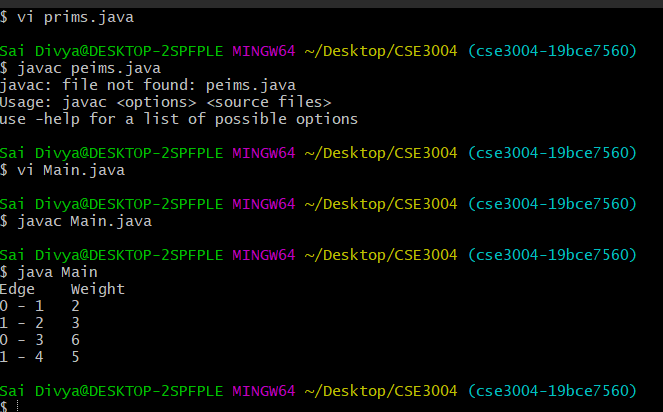 $ vi prims.java
Sai Divya@DESKTOP-2SPFPLE MINGW64 ~/Desktop/CSE3004 (cse3004-19bce7560)
$ javac peims.java
javac: file not found: peims.java
Usage: javac <options> <source files>
use -help for a list of possible options
Sai Divya@DESKTOP-2SPFPLE MINGW64 ~/Desktop/CSE3004 (cse3004-19bce7560)
$ vi Main.java
Sai Divya@DESKTOP-2SPFPLE MINGW64 ~/Desktop/CSE3004 (cse3004-19bce7560)
$ javac Main.java
Sai Divya@DESKTOP-2SPFPLE MINGW64 ~/Desktop/CSE3004 (cse3004-19bce7560)
$ java Main
Edge    Weight
0 - 1   2
1 - 2   3
0 - 3   6
1 - 4   5
Sai Divya@DESKTOP-2SPFPLE MINGW64 ~/Desktop/CSE3004 (cse3004-19bce7560)
$